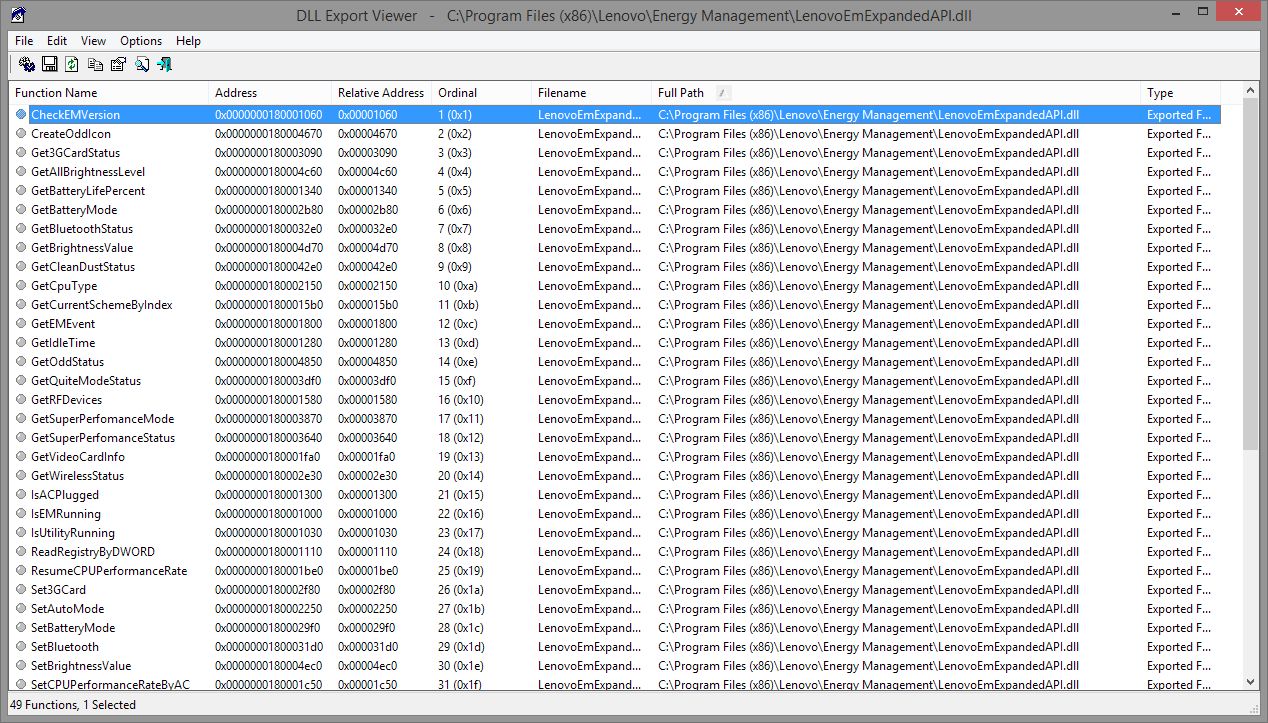 DLL Export Viewer - C:\Program Files (x86)\Lenovo\Energy Management\LenovoEmExpandedAPI.dll
File Edit View Options Help
Function Name Address Relative Address Ordinal Filename Full Path / Type
CheckEMVersion 0x0000000180001060 0x00001060 1 (0x1) LenovoEmExpand... C:\Program Files (x86)\Lenovo\Energy Management\LenovoEmExpandedAPI.dll Exported F...
CreateOddIcon 0x0000000180004670 0x00004670 2 (0x2) LenovoEmExpand... C:\Program Files (x86)\Lenovo\Energy Management\LenovoEmExpandedAPI.dll Exported F...
Get3GCardStatus 0x0000000180003090 0x00003090 3 (0x3) LenovoEmExpand... C:\Program Files (x86)\Lenovo\Energy Management\LenovoEmExpandedAPI.dll Exported F...
GetAllBrightnessLevel 0x0000000180004c60 0x00004c60 4 (0x4) LenovoEmExpand... C:\Program Files (x86)\Lenovo\Energy Management\LenovoEmExpandedAPI.dll Exported F...
GetBatteryLifePercent 0x0000000180001340 0x00001340 5 (0x5) LenovoEmExpand... C:\Program Files (x86)\Lenovo\Energy Management\LenovoEmExpandedAPI.dll Exported F...
GetBatteryMode 0x0000000180002b80 0x00002b80 6 (0x6) LenovoEmExpand... C:\Program Files (x86)\Lenovo\Energy Management\LenovoEmExpandedAPI.dll Exported F...
GetBluetoothStatus 0x00000001800032e0 0x000032e0 7 (0x7) LenovoEmExpand... C:\Program Files (x86)\Lenovo\Energy Management\LenovoEmExpandedAPI.dll Exported F...
GetBrightnessValue 0x0000000180004d70 0x00004d70 8 (0x8) LenovoEmExpand... C:\Program Files (x86)\Lenovo\Energy Management\LenovoEmExpandedAPI.dll Exported F...
GetCleanDustStatus 0x00000001800042e0 0x000042e0 9 (0x9) LenovoEmExpand... C:\Program Files (x86)\Lenovo\Energy Management\LenovoEmExpandedAPI.dll Exported F...
GetCpuType 0x0000000180002150 0x00002150 10 (0xa) LenovoEmExpand... C:\Program Files (x86)\Lenovo\Energy Management\LenovoEmExpandedAPI.dll Exported F...
GetCurrentSchemeByIndex 0x00000001800015b0 0x000015b0 11 (0xb) LenovoEmExpand... C:\Program Files (x86)\Lenovo\Energy Management\LenovoEmExpandedAPI.dll Exported F...
GetEMEvent 0x0000000180001800 0x00001800 12 (0xc) LenovoEmExpand... C:\Program Files (x86)\Lenovo\Energy Management\LenovoEmExpandedAPI.dll Exported F...
GetIdleTime 0x0000000180001280 0x00001280 13 (0xd) LenovoEmExpand... C:\Program Files (x86)\Lenovo\Energy Management\LenovoEmExpandedAPI.dll Exported F...
GetOddStatus 0x0000000180004850 0x00004850 14 (0xe) LenovoEmExpand... C:\Program Files (x86)\Lenovo\Energy Management\LenovoEmExpandedAPI.dll Exported F...
GetQuiteModeStatus 0x0000000180003df0 0x00003df0 15 (0xf) LenovoEmExpand... C:\Program Files (x86)\Lenovo\Energy Management\LenovoEmExpandedAPI.dll Exported F...
GetRFDevices 0x0000000180001580 0x00001580 16 (0x10) LenovoEmExpand... C:\Program Files (x86)\Lenovo\Energy Management\LenovoEmExpandedAPI.dll Exported F...
GetSuperPerfomanceMode 0x0000000180003870 0x00003870 17 (0x11) LenovoEmExpand... C:\Program Files (x86)\Lenovo\Energy Management\LenovoEmExpandedAPI.dll Exported F...
GetSuperPerfomanceStatus 0x0000000180003640 0x00003640 18 (0x12) LenovoEmExpand... C:\Program Files (x86)\Lenovo\Energy Management\LenovoEmExpandedAPI.dll Exported F...
GetVideoCardInfo 0x0000000180001fa0 0x00001fa0 19 (0x13) LenovoEmExpand... C:\Program Files (x86)\Lenovo\Energy Management\LenovoEmExpandedAPI.dll Exported F...
GetWirelessStatus 0x0000000180002e30 0x00002e30 20 (0x14) LenovoEmExpand... C:\Program Files (x86)\Lenovo\Energy Management\LenovoEmExpandedAPI.dll Exported F...
IsACPlugged 0x0000000180001300 0x00001300 21 (0x15) LenovoEmExpand... C:\Program Files (x86)\Lenovo\Energy Management\LenovoEmExpandedAPI.dll Exported F...
IsEMRunning 0x0000000180001000 0x00001000 22 (0x16) LenovoEmExpand... C:\Program Files (x86)\Lenovo\Energy Management\LenovoEmExpandedAPI.dll Exported F...
IsUtilityRunning 0x0000000180001030 0x00001030 23 (0x17) LenovoEmExpand... C:\Program Files (x86)\Lenovo\Energy Management\LenovoEmExpandedAPI.dll Exported F...
ReadRegistryByDWORD 0x0000000180001110 0x00001110 24 (0x18) LenovoEmExpand... C:\Program Files (x86)\Lenovo\Energy Management\LenovoEmExpandedAPI.dll Exported F...
ResumeCPUPerformanceRate 0x0000000180001be0 0x00001be0 25 (0x19) LenovoEmExpand... C:\Program Files (x86)\Lenovo\Energy Management\LenovoEmExpandedAPI.dll Exported F...
Set3GCard 0x0000000180002f80 0x00002f80 26 (0x1a) LenovoEmExpand... C:\Program Files (x86)\Lenovo\Energy Management\LenovoEmExpandedAPI.dll Exported F...
SetAutoMode 0x0000000180002250 0x00002250 27 (0x1b) LenovoEmExpand... C:\Program Files (x86)\Lenovo\Energy Management\LenovoEmExpandedAPI.dll Exported F...
SetBatteryMode 0x00000001800029f0 0x000029f0 28 (0x1c) LenovoEmExpand... C:\Program Files (x86)\Lenovo\Energy Management\LenovoEmExpandedAPI.dll Exported F...
SetBluetooth 0x00000001800031d0 0x000031d0 29 (0x1d) LenovoEmExpand... C:\Program Files (x86)\Lenovo\Energy Management\LenovoEmExpandedAPI.dll Exported F...
SetBrightnessValue 0x0000000180004ec0 0x00004ec0 30 (0x1e) LenovoEmExpand... C:\Program Files (x86)\Lenovo\Energy Management\LenovoEmExpandedAPI.dll Exported F...
SetCPUPerformanceRateByAC 0x0000000180001c50 0x00001c50 31 (0x1f) LenovoEmExpand... C:\Program Files (x86)\Lenovo\Energy Management\LenovoEmExpandedAPI.dll Exported F...
49 Functions, 1 Selected